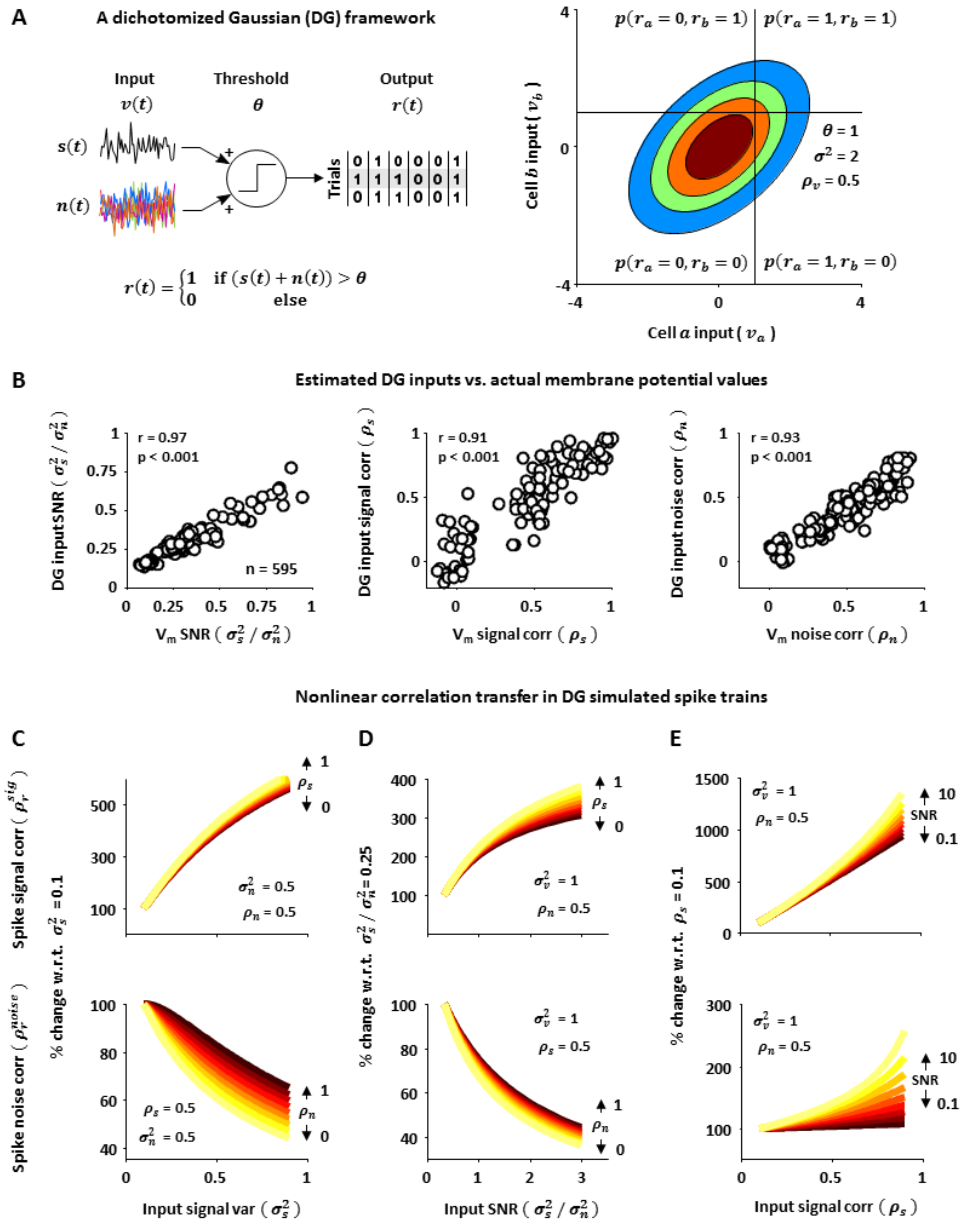 A
A dichotomized Gaussian (DG) framework
Input
v(t)
Threshold
θ
Output
r(t)
s(t)
n(t)
+
+
Trials
0 1 0 0 0 1
1 1 1 0 0 1
0 1 1 0 0 1
r(t) = {1 if (s(t) + n(t)) > θ
0 else
p(r_a = 0, r_b = 1) p(r_a = 1, r_b = 1)
4
0
-4
Cell b input ( v_b )
θ = 1
σ² = 2
ρ_v = 0.5
p(r_a = 0, r_b = 0) p(r_a = 1, r_b = 0)
-4 0 4
Cell a input ( v_a )
B
Estimated DG inputs vs. actual membrane potential values
DG input SNR ( σ_s² / σ_n² )
1
0.75
0.5
0.25
0
r = 0.97
p < 0.001
n = 595
0 0.25 0.5 0.75 1
V_m SNR ( σ_s² / σ_n² )
DG input signal corr ( ρ_s )
1
0.5
0
r = 0.91
p < 0.001
0 0.5 1
V_m signal corr ( ρ_s )
DG input noise corr ( ρ_n )
1
0.5
0
r = 0.93
p < 0.001
0 0.5 1
V_m noise corr ( ρ_n )
Nonlinear correlation transfer in DG simulated spike trains
C
Spike signal corr ( ρ_r^sig )
% change w.r.t. σ_s² = 0.1
500
300
100
1
ρ_s
0
σ_n² = 0.5
ρ_n = 0.5
D
% change w.r.t. σ_s² / σ_n² = 0.25
400
300
200
100
0
1
ρ_s
0
σ_v² = 1
ρ_n = 0.5
E
% change w.r.t. ρ_s = 0.1
1500
1000
500
0
σ_v² = 1
ρ_n = 0.5
10
SNR
0.1
Spike noise corr ( ρ_r^noise )
100
80
60
40
ρ_s = 0.5
σ_n² = 0.5
1
ρ_n
0
0 0.5 1
Input signal var ( σ_s² )
100
80
60
40
σ_v² = 1
ρ_s = 0.5
1
ρ_n
0
0 1 2 3
Input SNR ( σ_s² / σ_n² )
300
200
100
σ_v² = 1
ρ_n = 0.5
10
SNR
0.1
0 0.5 1
Input signal corr ( ρ_s )